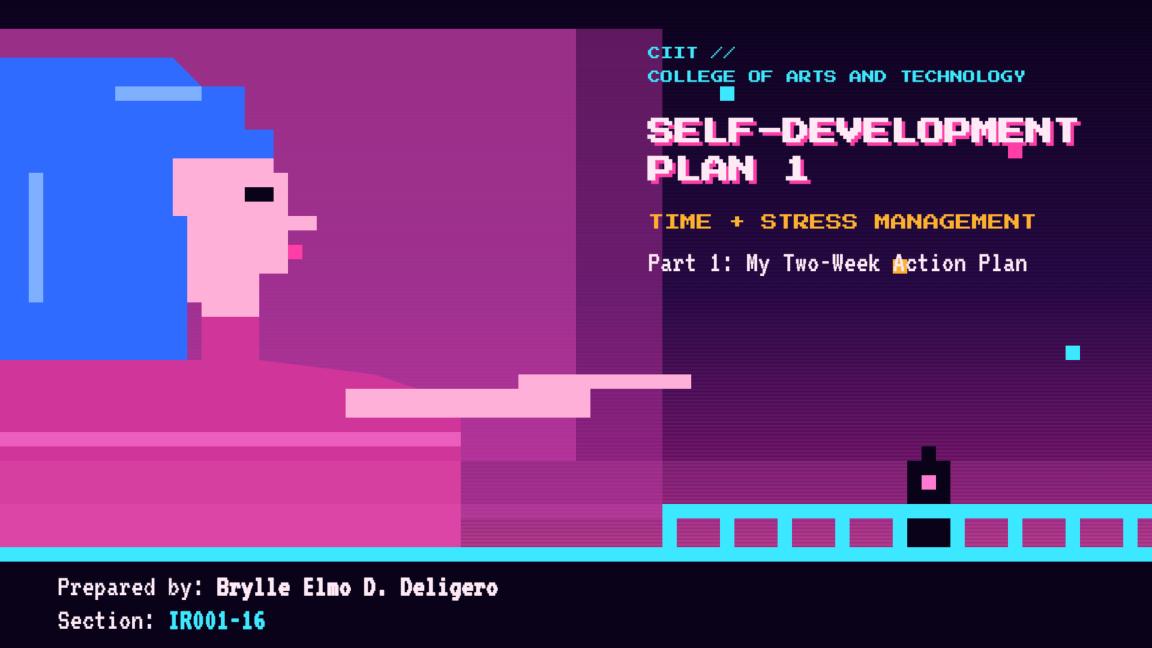 CIIT //
COLLEGE OF ARTS AND TECHNOLOGY
SELF-DEVELOPMENT
PLAN 1
TIME + STRESS MANAGEMENT
Part 1: My Two-Week Action Plan
Prepared by: Brylle Elmo D. Deligero
Section: IR001-16